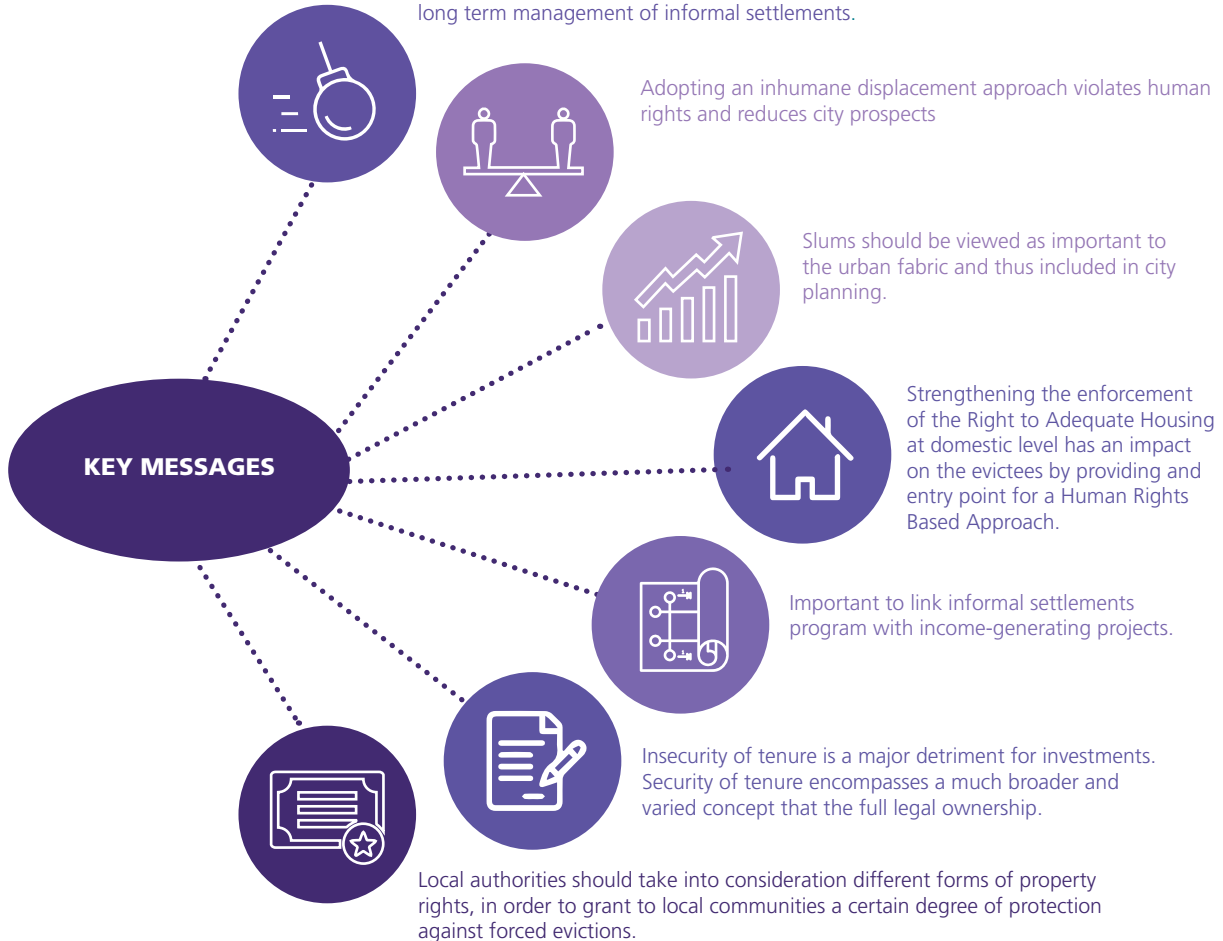 long term management of informal settlements.
Adopting an inhumane displacement approach violates human
rights and reduces city prospects
Slums should be viewed as important to
the urban fabric and thus included in city
planning.
Strengthening the enforcement
of the Right to Adequate Housing
at domestic level has an impact
on the evictees by providing and
entry point for a Human Rights
Based Approach.
KEY MESSAGES
Important to link informal settlements
program with income-generating projects.
Insecurity of tenure is a major detriment for investments.
Security of tenure encompasses a much broader and
varied concept that the full legal ownership.
Local authorities should take into consideration different forms of property
rights, in order to grant to local communities a certain degree of protection
against forced evictions.